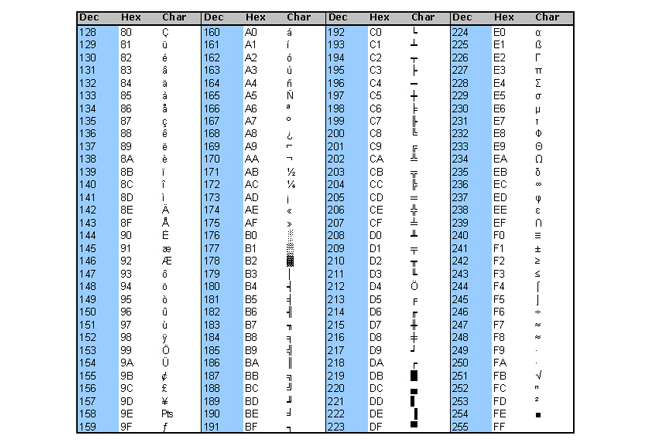 Dec Hex Char Dec Hex Char Dec Hex Char Dec Hex Char
128 80 Ç 160 A0 á 192 C0 └ 224 E0 α
129 81 ü 161 A1 í 193 C1 ┴ 225 E1 ß
130 82 é 162 A2 ó 194 C2 ┬ 226 E2 Γ
131 83 â 163 A3 ú 195 C3 ├ 227 E3 π
132 84 ä 164 A4 ñ 196 C4 ─ 228 E4 Σ
133 85 à 165 A5 Ñ 197 C5 ┼ 229 E5 σ
134 86 å 166 A6 ª 198 C6 ╞ 230 E6 µ
135 87 ç 167 A7 º 199 C7 ╟ 231 E7 τ
136 88 ê 168 A8 ¿ 200 C8 ╚ 232 E8 Φ
137 89 ë 169 A9 ⌐ 201 C9 ╔ 233 E9 Θ
138 8A è 170 AA ¬ 202 CA ╩ 234 EA Ω
139 8B ï 171 AB ½ 203 CB ╦ 235 EB δ
140 8C î 172 AC ¼ 204 CC ╠ 236 EC ∞
141 8D ì 173 AD ¡ 205 CD ═ 237 ED φ
142 8E Ä 174 AE « 206 CE ╬ 238 EE ε
143 8F Å 175 AF » 207 CF ╧ 239 EF ∩
144 90 É 176 B0 ░ 208 D0 ╨ 240 F0 ≡
145 91 æ 177 B1 ▒ 209 D1 ╤ 241 F1 ±
146 92 Æ 178 B2 ▓ 210 D2 ╥ 242 F2 ≥
147 93 ô 179 B3 │ 211 D3 ╙ 243 F3 ≤
148 94 ö 180 B4 ┤ 212 D4 Ö 244 F4 ⌠
149 95 ò 181 B5 ╡ 213 D5 ╒ 245 F5 ⌡
150 96 û 182 B6 ╢ 214 D6 ╓ 246 F6 ÷
151 97 ù 183 B7 ╖ 215 D7 ╫ 247 F7 ≈
152 98 ÿ 184 B8 ╕ 216 D8 ╪ 248 F8 ≈
153 99 Ö 185 B9 ╣ 217 D9 ┘ 249 F9 ·
154 9A Ü 186 BA ║ 218 DA ┌ 250 FA ·
155 9B ¢ 187 BB ╗ 219 DB █ 251 FB √
156 9C £ 188 BC ╝ 220 DC ▄ 252 FC ⁿ
157 9D ¥ 189 BD ╜ 221 DD ▌ 253 FD ²
158 9E ₧ 190 BE ╛ 222 DE ▐ 254 FE ■
159 9F ƒ 191 BF ┐ 223 DF ▀ 255 FF